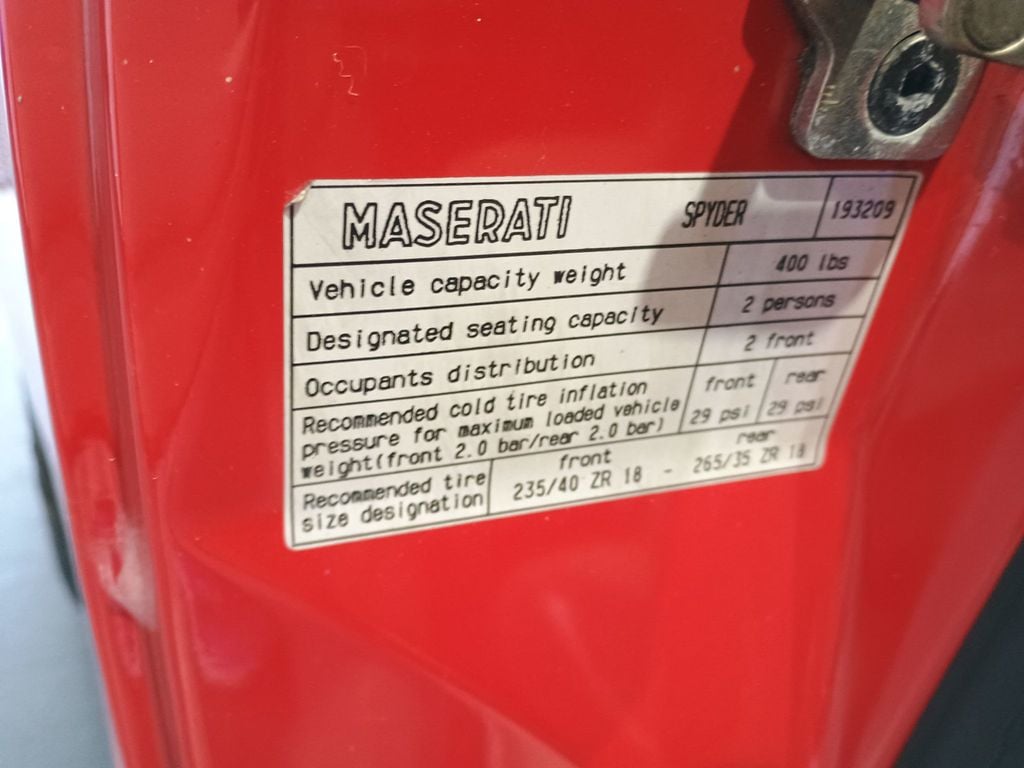 MASERATI SPYDER 193209
Vehicle capacity weight 400 lbs
Designated seating capacity 2 persons
Occupants distribution 2 front
Recommended cold tire inflation front rear
pressure for maximum loaded vehicle 29 psi 29 psi
weight(front 2.0 bar/rear 2.0 bar)
Recommended tire front rear
size designation 235/40 ZR 18 - 265/35 ZR 18